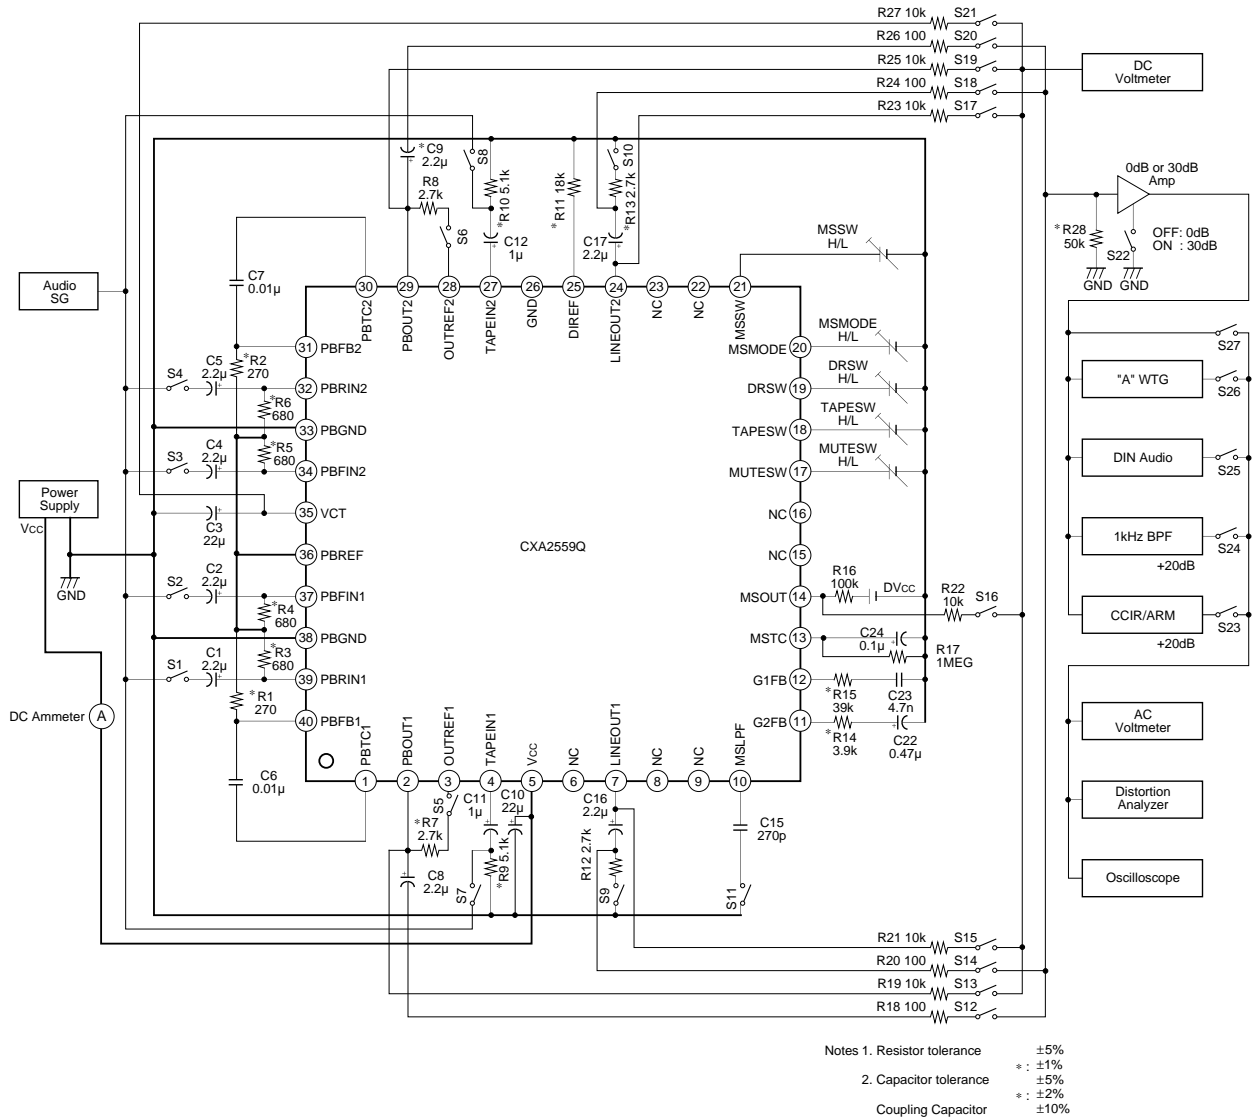 R27 10k S21
R26 100 S20
R25 10k S19
R24 100 S18
R23 10k S17
DC
Voltmeter
*C9
2.2µ
R8
2.7k
S6
S8
*R10 5.1k
C12
1µ
*R11 18k
S10
*R13 2.7k
C17
2.2µ
MSSW
H/L
0dB or 30dB
Amp
*R28
50k
S22
OFF: 0dB
ON : 30dB
GND
GND
Audio
SG
C7
0.01µ
30
29
28
27
26
25
24
23
22
21
PBTC2
PBOUT2
OUTREF2
TAPEIN2
GND
DIREF
LINEOUT2
NC
NC
MSSW
31 PBFB2
*R2
270
S4
C5
2.2µ
32 PBRIN2
*R6
680
33 PBGND
*R5
680
S3
C4
2.2µ
34 PBFIN2
35 VCT
C3
22µ
36 PBREF
S2
C2
2.2µ
37 PBFIN1
*R4
680
38 PBGND
*R3
680
S1
C1
2.2µ
39 PBRIN1
*R1
270
40 PBFB1
Power
Supply
Vcc
GND
DC Ammeter A
C6
0.01µ
CXA2559Q
MSMODE 20
MSMODE
H/L
DRSW 19
DRSW
H/L
TAPESW 18
TAPESW
H/L
MUTESW 17
MUTESW
H/L
NC 16
NC 15
MSOUT 14
R16
100k
DVcc
R22
10k
S16
MSTC 13
C24
0.1µ
R17
1MEG
G1FB 12
*R15
39k
C23
4.7n
G2FB 11
*R14
3.9k
C22
0.47µ
S27
"A" WTG
S26
DIN Audio
S25
1kHz BPF
S24
+20dB
CCIR/ARM
S23
+20dB
AC
Voltmeter
Distortion
Analyzer
Oscilloscope
PBTC1
PBOUT1
OUTREF1
TAPEIN1
Vcc
NC
LINEOUT1
NC
NC
MSLPF
1
2
3
4
5
6
7
8
9
10
S5
*R7
2.7k
C8
2.2µ
C11
1µ
C10
22µ
S7
*R9 5.1k
C16
2.2µ
R12 2.7k
S9
C15
270p
S11
R21 10k S15
R20 100 S14
R19 10k S13
R18 100 S12
Notes 1. Resistor tolerance ±5%
* : ±1%
2. Capacitor tolerance ±5%
* : ±2%
Coupling Capacitor ±10%